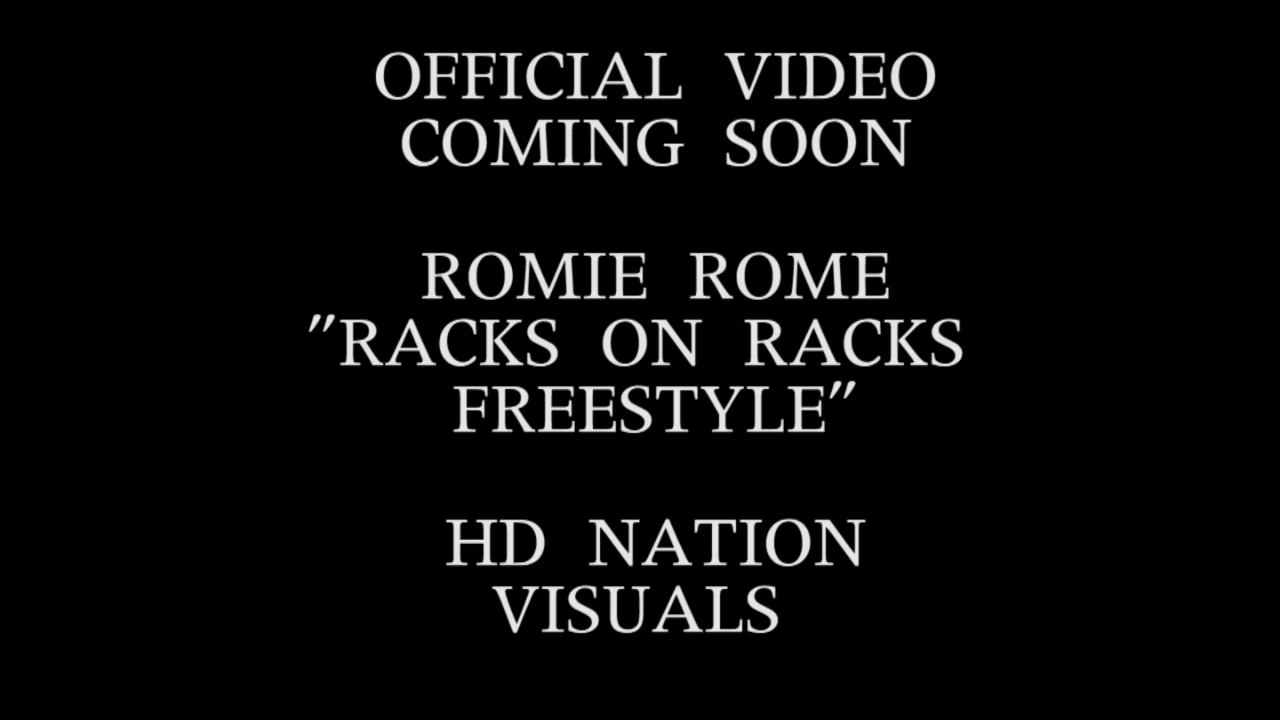 OFFICIAL VIDEO
COMING SOON
ROMIE ROME
"RACKS ON RACKS
FREESTYLE"
HD NATION
VISUALS